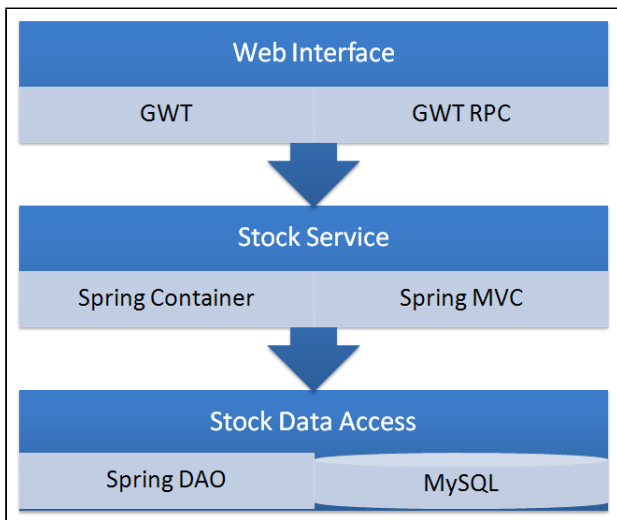 Web Interface
GWT GWT RPC
Stock Service
Spring Container Spring MVC
Stock Data Access
Spring DAO MySQL